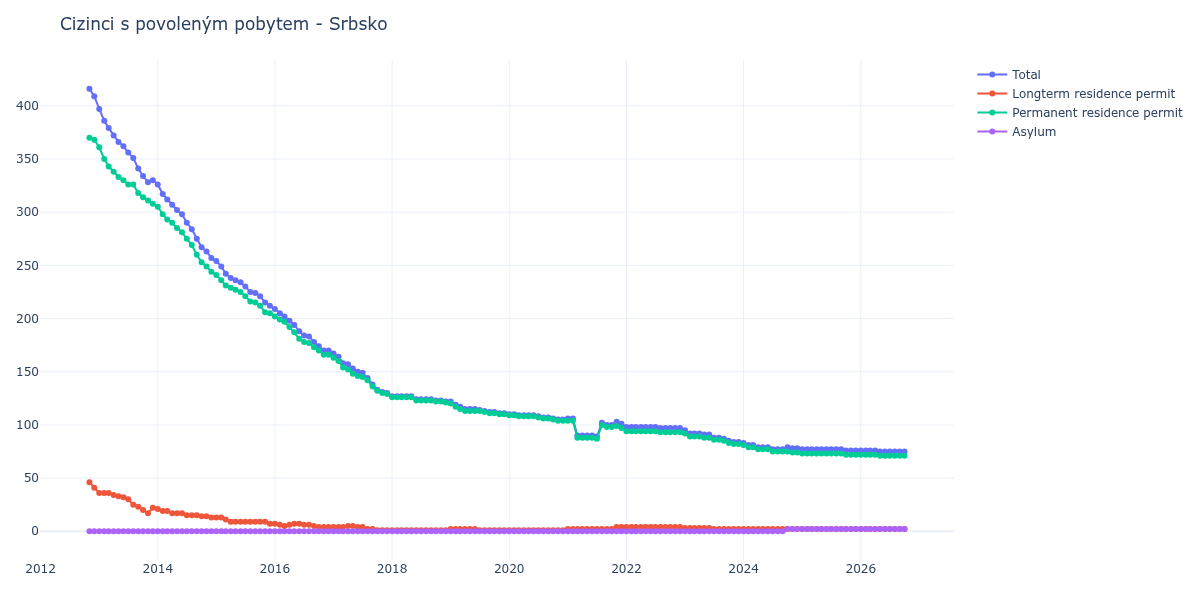 Cizinci s povoleným pobytem - Srbsko
Total
Longterm residence permit
Permanent residence permit
Asylum
400
350
300
250
200
150
100
50
0
2012 2014 2016 2018 2020 2022 2024 2026